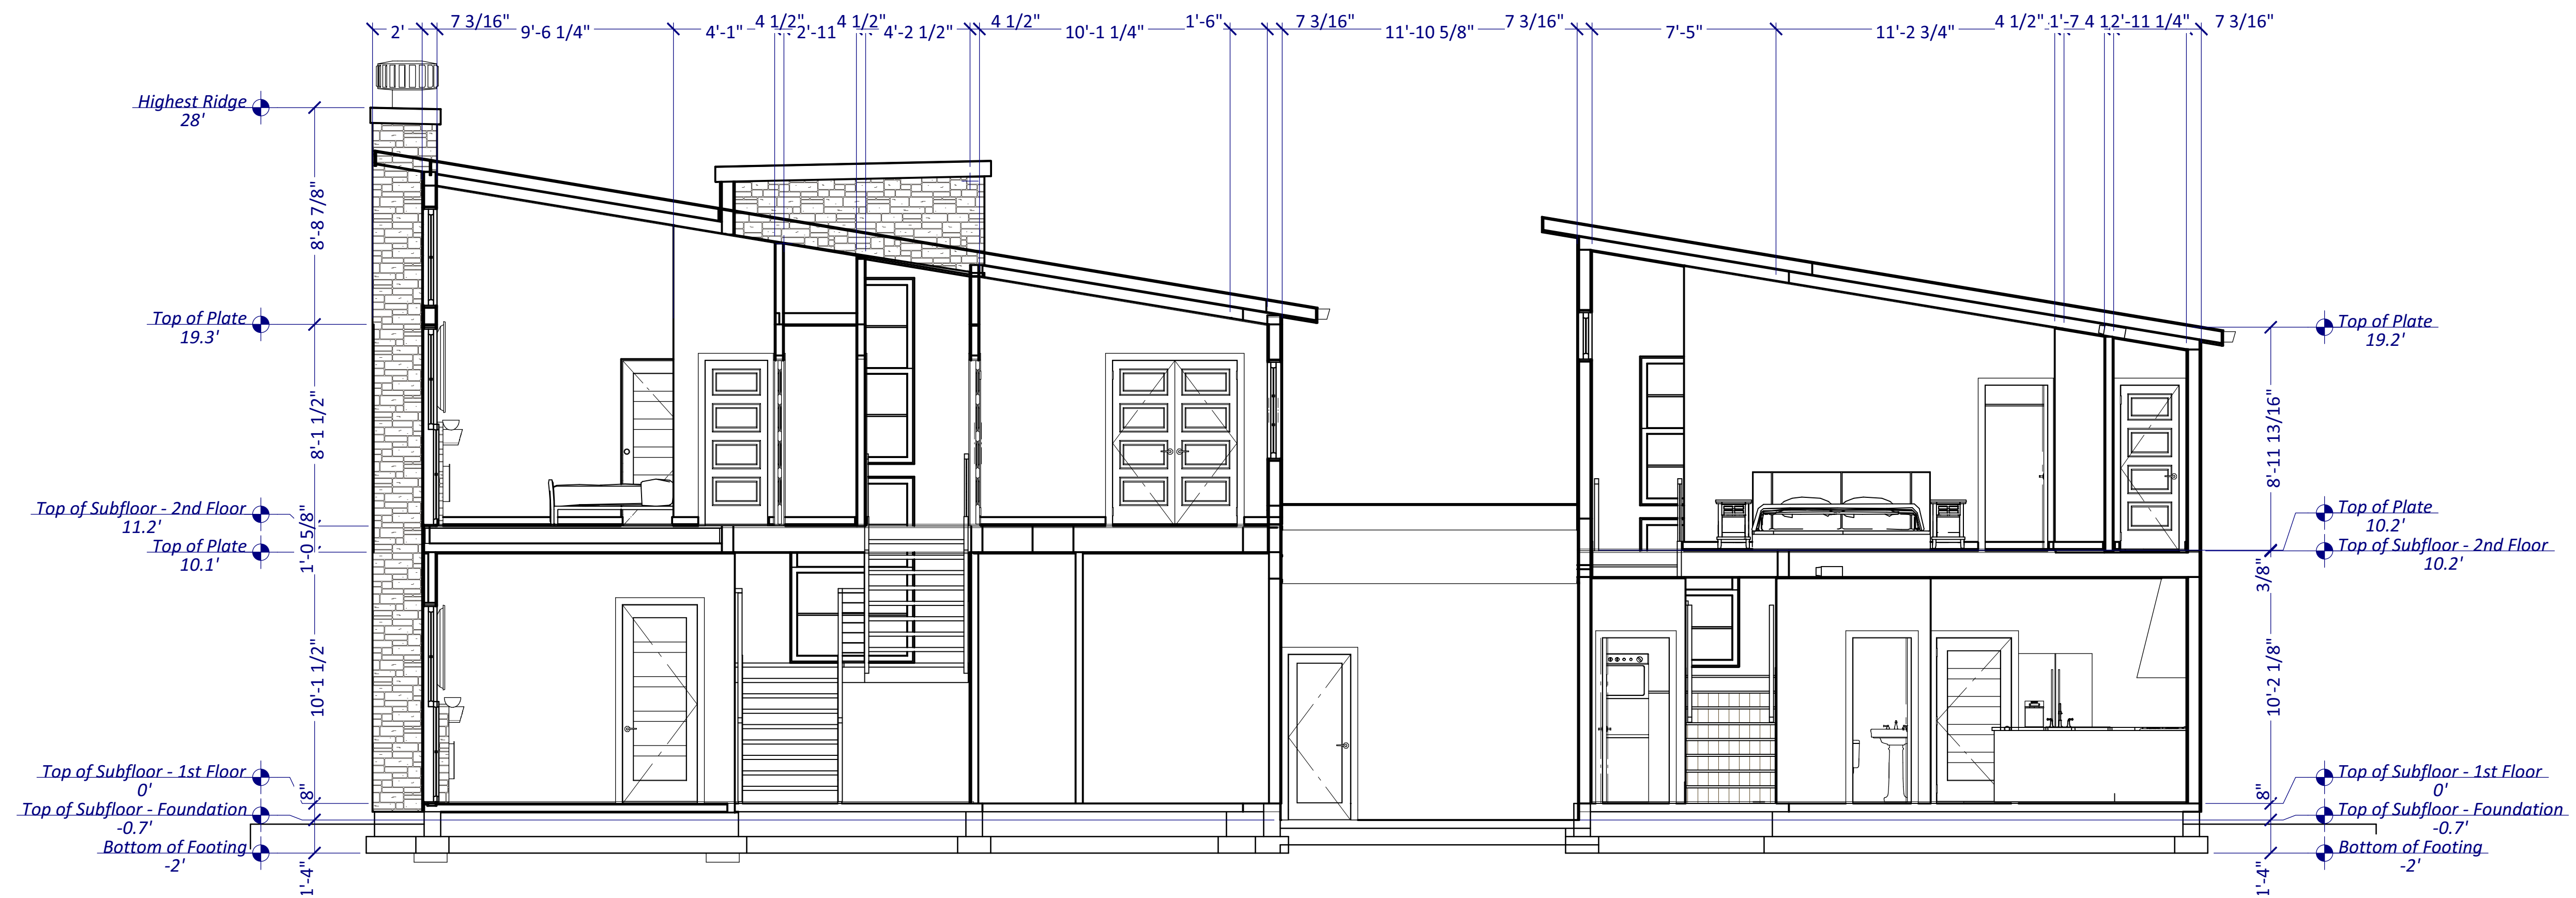 7 3/16" 4 1/2" 4 1/2" 4 1/2" 1'-6" 7 3/16" 7 3/16" 4 1/2" 1'-7 4 1 2'-11 1/4" 7 3/16"
2' 9'-6 1/4" 4'-1" 2'-11 4'-2 1/2" 10'-1 1/4" 11'-10 5/8" 7'-5" 11'-2 3/4"
Highest Ridge
28'
8'-8 7/8"
Top of Plate
19.3'
8'-1 1/2"
Top of Subfloor - 2nd Floor
11.2'
1'-0 5/8"
Top of Plate
10.1'
10'-1 1/2"
Top of Subfloor - 1st Floor
0'
8"
Top of Subfloor - Foundation
-0.7'
Bottom of Footing
-2'
1'-4"
Top of Plate
19.2'
8'-11 13/16"
Top of Plate
10.2'
Top of Subfloor - 2nd Floor
10.2'
3/8"
10'-2 1/8"
Top of Subfloor - 1st Floor
0'
8"
Top of Subfloor - Foundation
-0.7'
Bottom of Footing
-2'
1'-4"